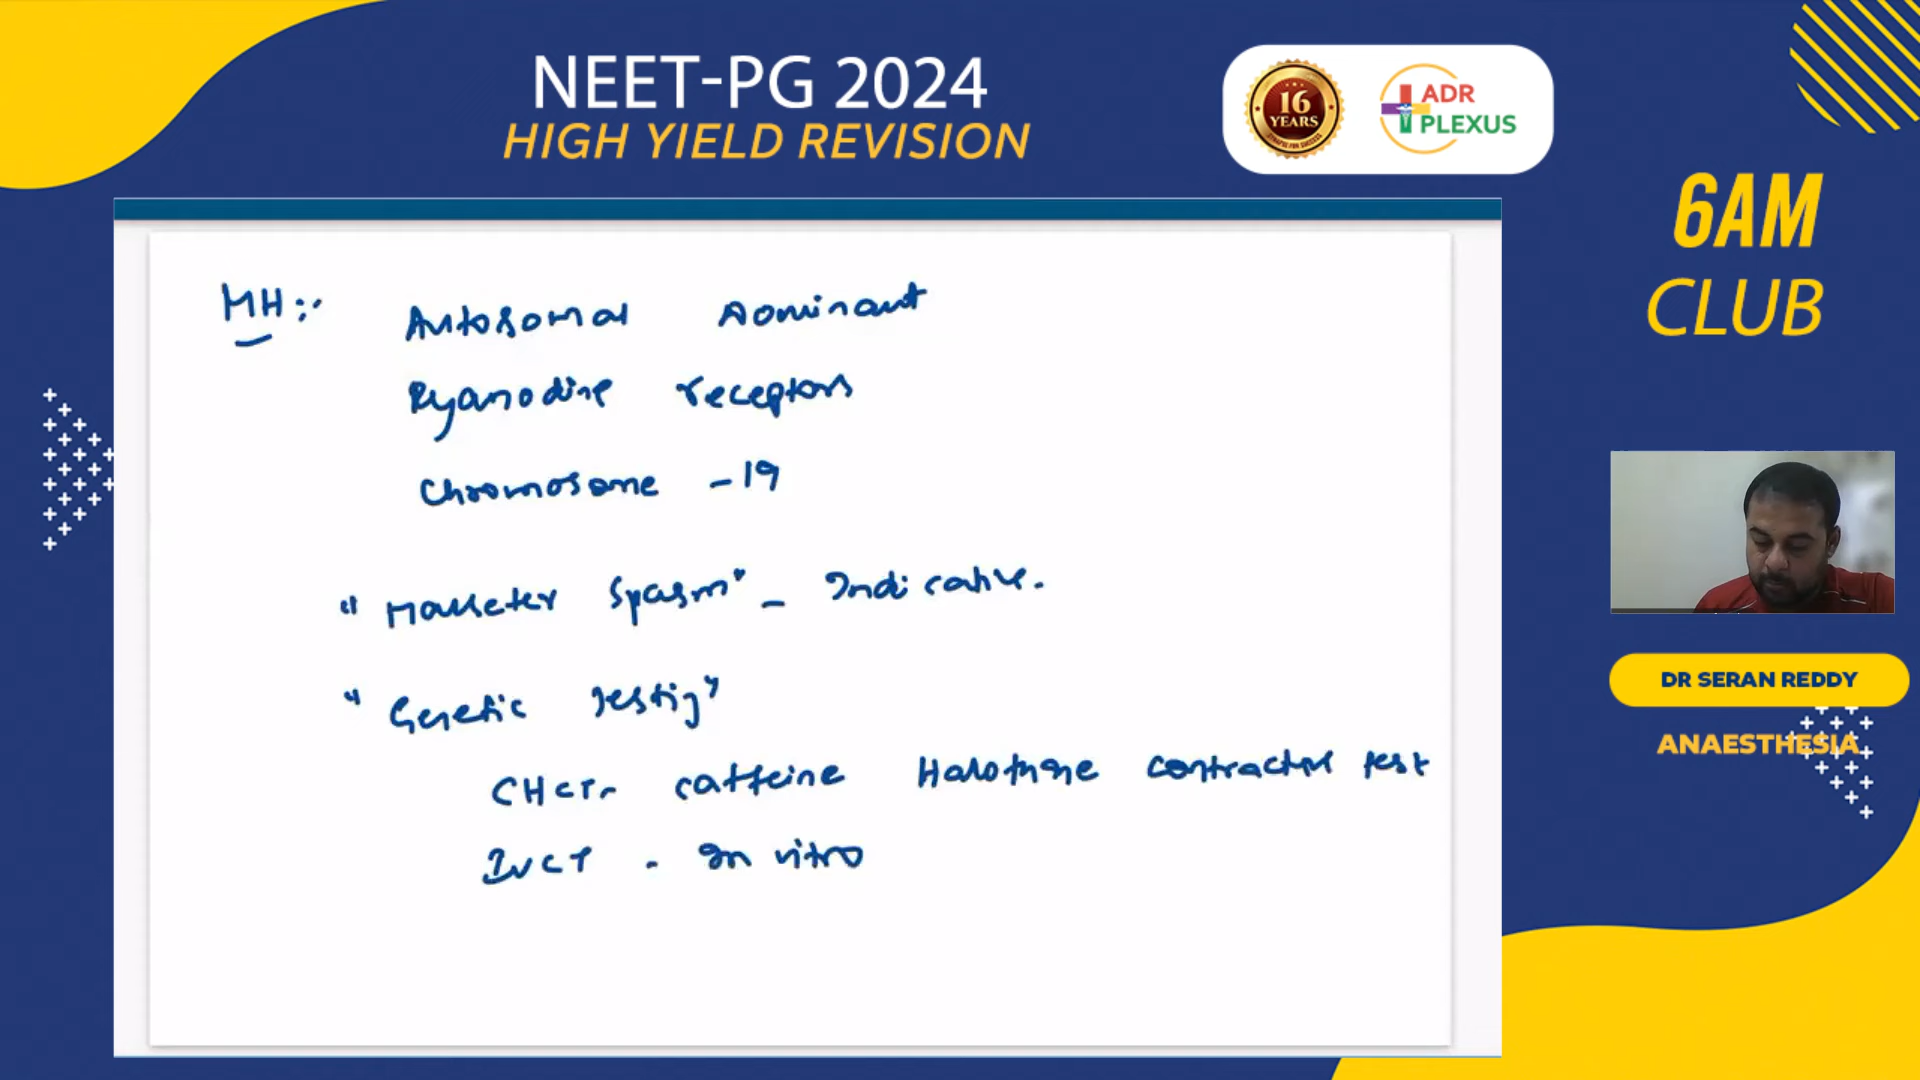 NEET-PG 2024
HIGH YIELD REVISION
16
YEARS
ADR
PLEXUS
6AM
CLUB
MH:-
Autosomal Dominant
Ryanodine receptors
Chromosome - 19
"Masseter Spasm" - Indicative.
"Genetic Testing"
CHCT - caffeine Halothane contracture test
IVCT - In vitro
DR SERAN REDDY
ANAESTHESIA